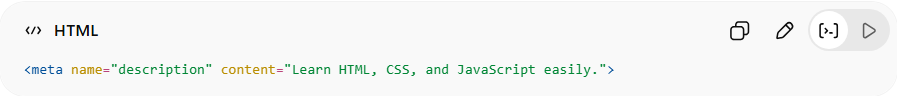 HTML
<meta name="description" content="Learn HTML, CSS, and JavaScript easily.">